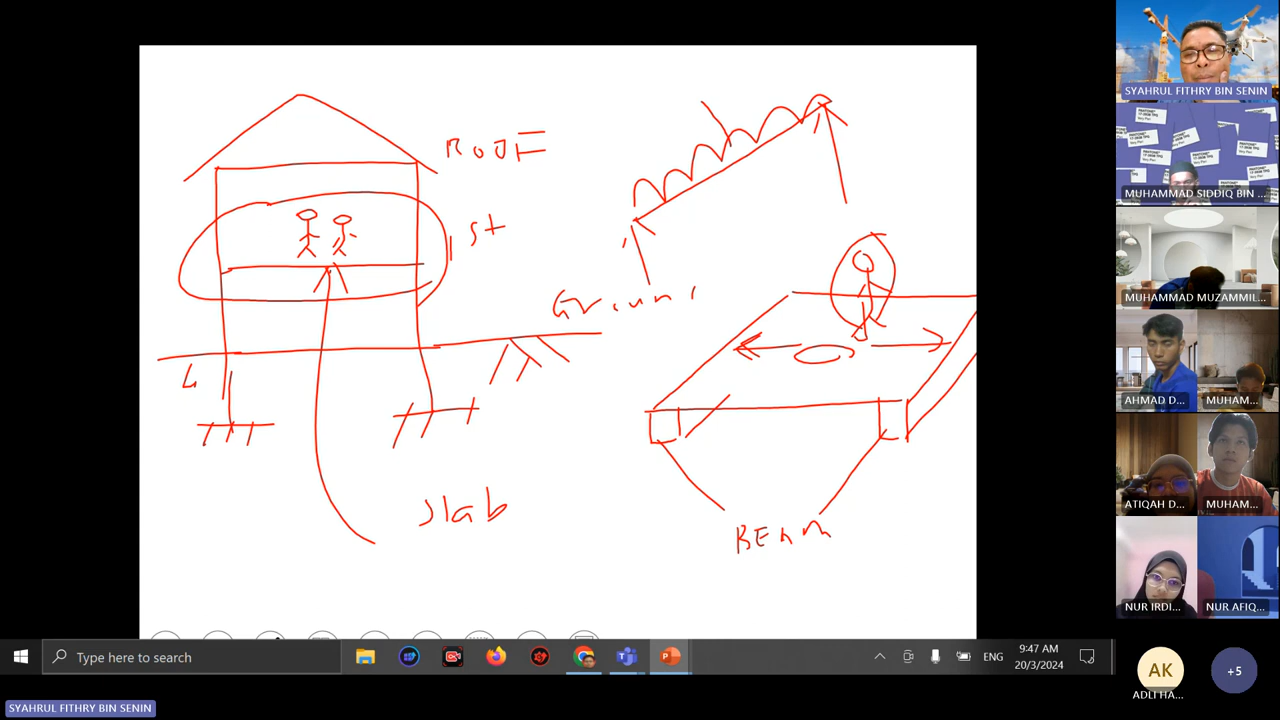 ROOF
1st
Ground
Slab
BEAM
SYAHRUL FITHRY BIN SENIN
MUHAMMAD SIDDIQ BIN ...
MUHAMMAD MUZAMMIL...
AHMAD D...
MUHAM...
ATIQAH D...
MUHAM...
NUR IRDI...
NUR AFIQ...
AK
ADLI HA...
+5
Type here to search
ENG
9:47 AM
20/3/2024
SYAHRUL FITHRY BIN SENIN